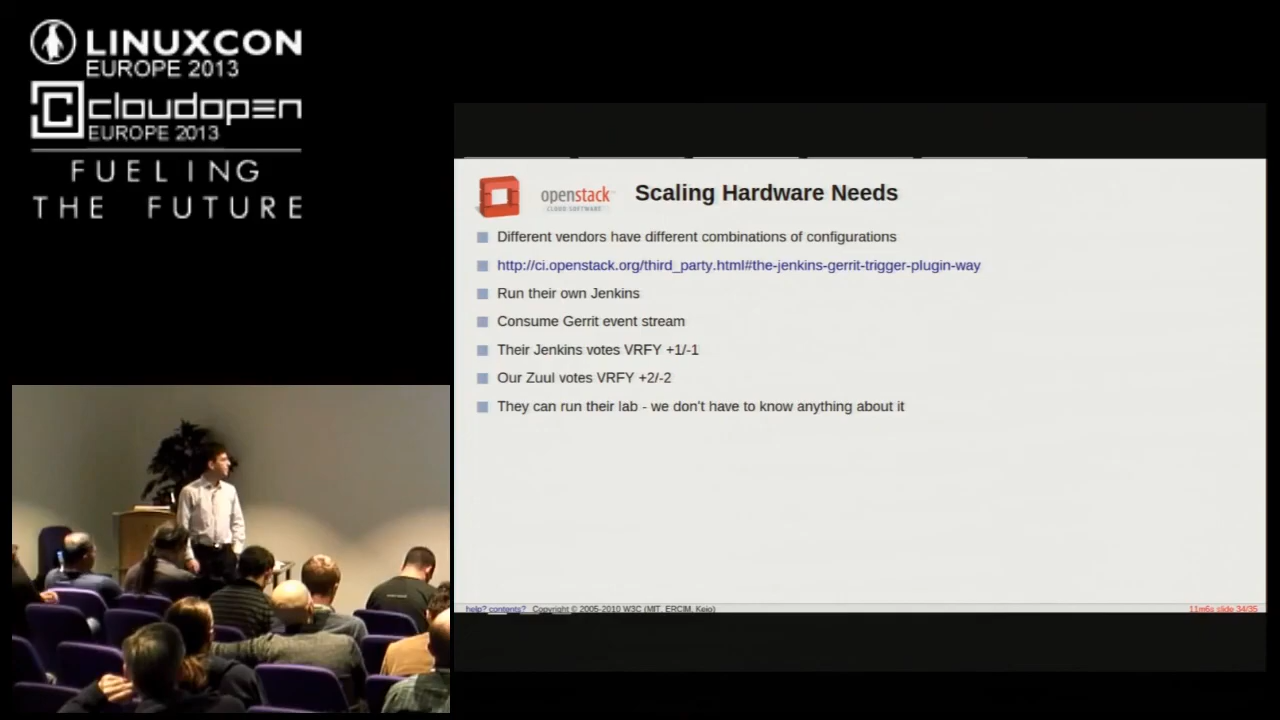 LINUXCON
EUROPE 2013
cloudopen
EUROPE 2013
FUELING
THE FUTURE
openstack
CLOUD SOFTWARE
Scaling Hardware Needs
Different vendors have different combinations of configurations
http://ci.openstack.org/third_party.html#the-jenkins-gerrit-trigger-plugin-way
Run their own Jenkins
Consume Gerrit event stream
Their Jenkins votes VRFY +1/-1
Our Zuul votes VRFY +2/-2
They can run their lab - we don't have to know anything about it
help? contents? Copyright © 2005-2010 W3C (MIT, ERCIM, Keio)
11m6s slide 34/35